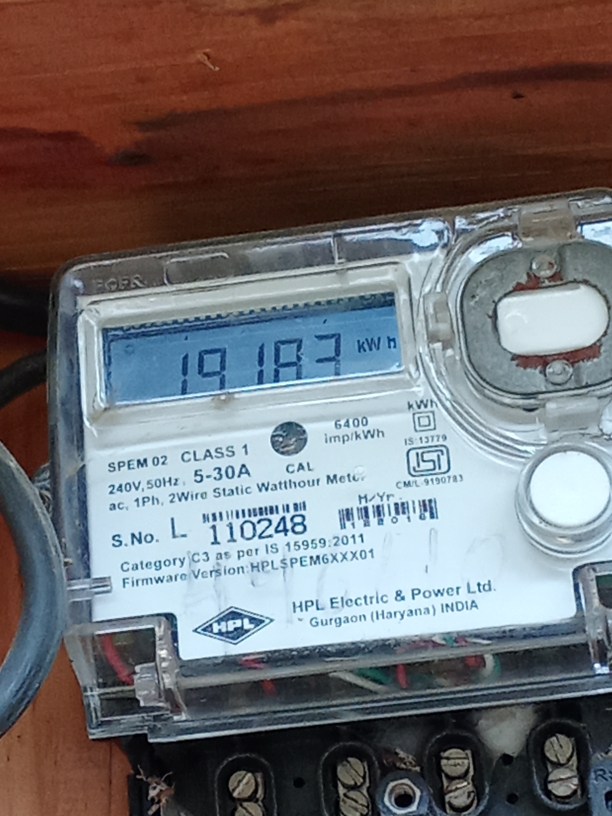 19183 kWh
kWh
6400
imp/kWh
IS:13779
SPEM 02 CLASS 1
240V,50Hz, 5-30A
CAL
ac, 1Ph, 2Wire Static Watthour Meter
CM/L-9190783
M/Yr.
S.No. L 110248
Category C3 as per IS 15959:2011
Firmware Version:HPLSPEM6XXX01
HPL
HPL Electric & Power Ltd.
Gurgaon (Haryana) INDIA